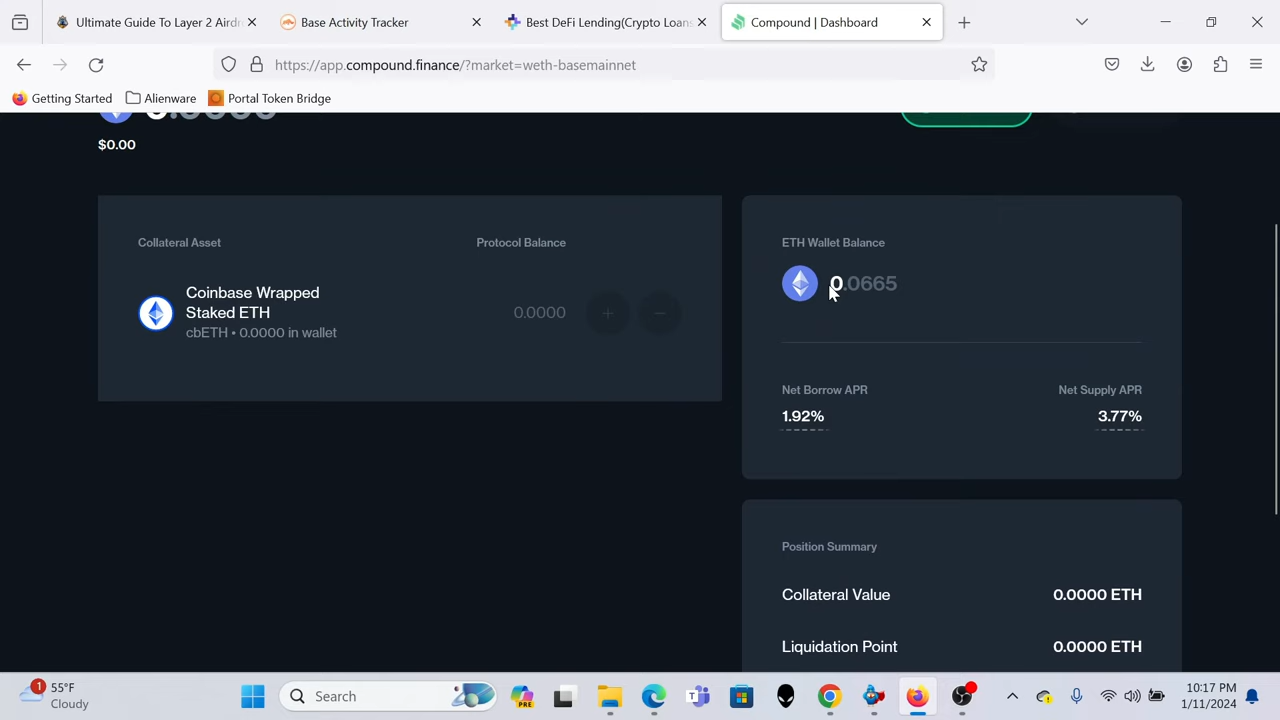 Ultimate Guide To Layer 2 Airdr
Base Activity Tracker
Best DeFi Lending(Crypto Loans
Compound | Dashboard
https://app.compound.finance/?market=weth-basemainnet
Getting Started
Alienware
Portal Token Bridge
$0.00
Collateral Asset
Protocol Balance
ETH Wallet Balance
Coinbase Wrapped
Staked ETH
cbETH • 0.0000 in wallet
0.0000
+
−
0.0665
Net Borrow APR
Net Supply APR
1.92%
3.77%
Position Summary
Collateral Value
0.0000 ETH
Liquidation Point
0.0000 ETH
1
55°F
Cloudy
Search
PRE
10:17 PM
1/11/2024